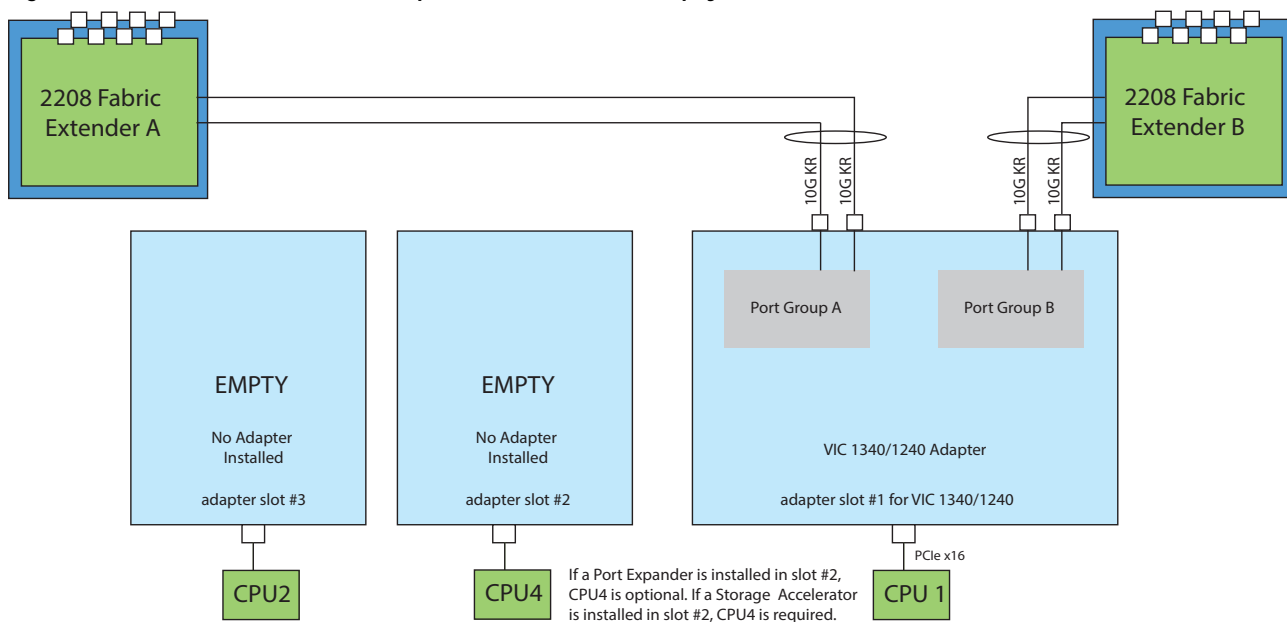 2208 Fabric
Extender A
2208 Fabric
Extender B
10G KR
10G KR
10G KR
10G KR
Port Group A
Port Group B
EMPTY
No Adapter
Installed
adapter slot #3
EMPTY
No Adapter
Installed
adapter slot #2
VIC 1340/1240 Adapter
adapter slot #1 for VIC 1340/1240
PCIe x16
CPU2
CPU4
If a Port Expander is installed in slot #2,
CPU4 is optional. If a Storage Accelerator
is installed in slot #2, CPU4 is required.
CPU 1